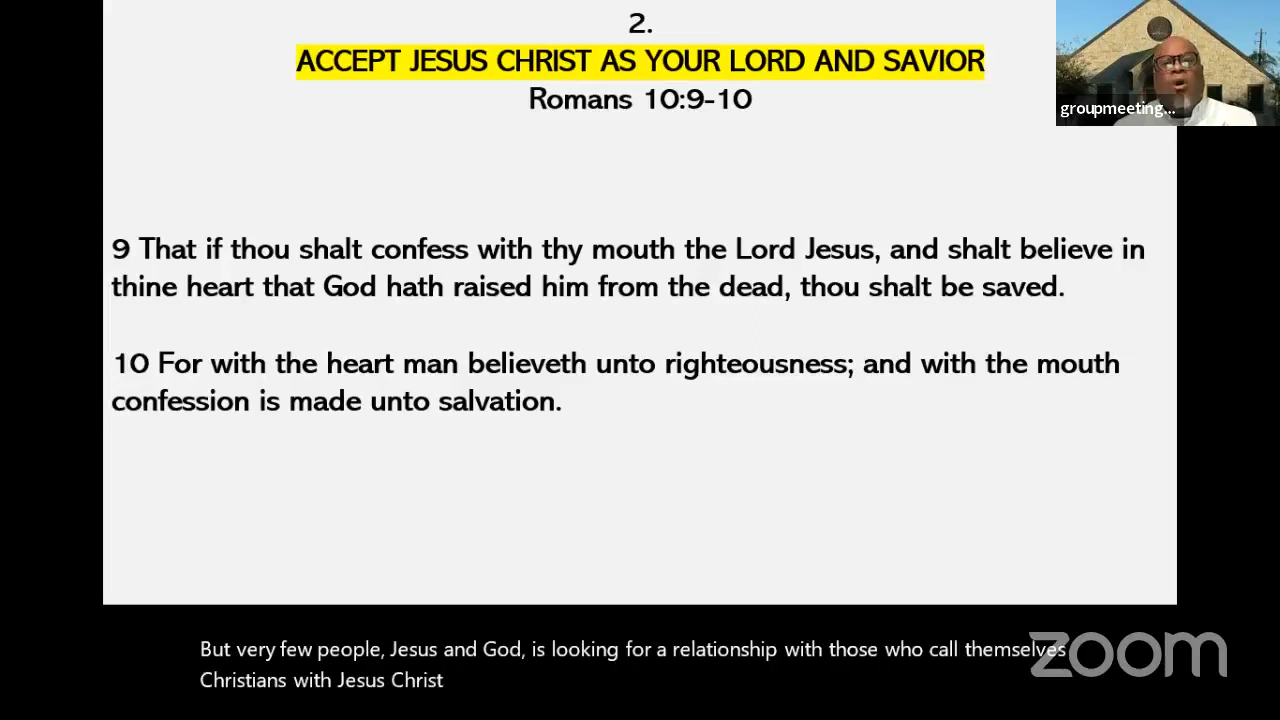 2.
ACCEPT JESUS CHRIST AS YOUR LORD AND SAVIOR
Romans 10:9-10
groupmeeting...
9 That if thou shalt confess with thy mouth the Lord Jesus, and shalt believe in
thine heart that God hath raised him from the dead, thou shalt be saved.
10 For with the heart man believeth unto righteousness; and with the mouth
confession is made unto salvation.
But very few people, Jesus and God, is looking for a relationship with those who call themselves
Christians with Jesus Christ
zoom